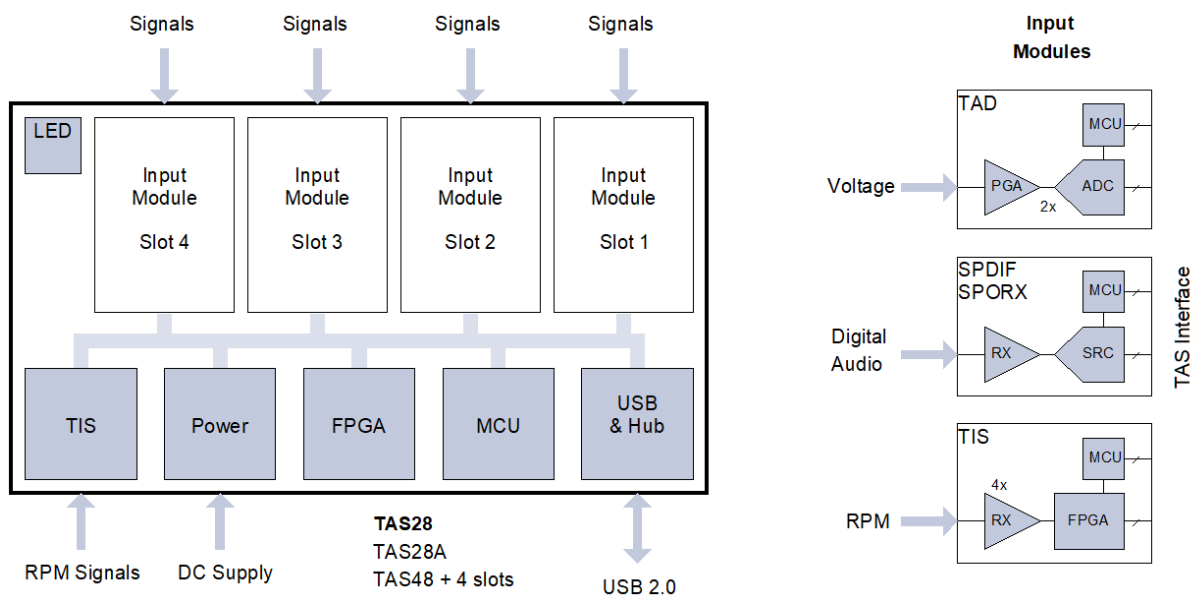 Signals
Signals
Signals
Signals
LED
Input
Module
Slot 4
Input
Module
Slot 3
Input
Module
Slot 2
Input
Module
Slot 1
TIS
Power
FPGA
MCU
USB
& Hub
RPM Signals
DC Supply
TAS28
TAS28A
TAS48 + 4 slots
USB 2.0
Input
Modules
TAD
MCU
Voltage
PGA
2x
ADC
SPDIF
SPORX
MCU
Digital
Audio
RX
SRC
TIS
MCU
4x
RPM
RX
FPGA
TAS Interface